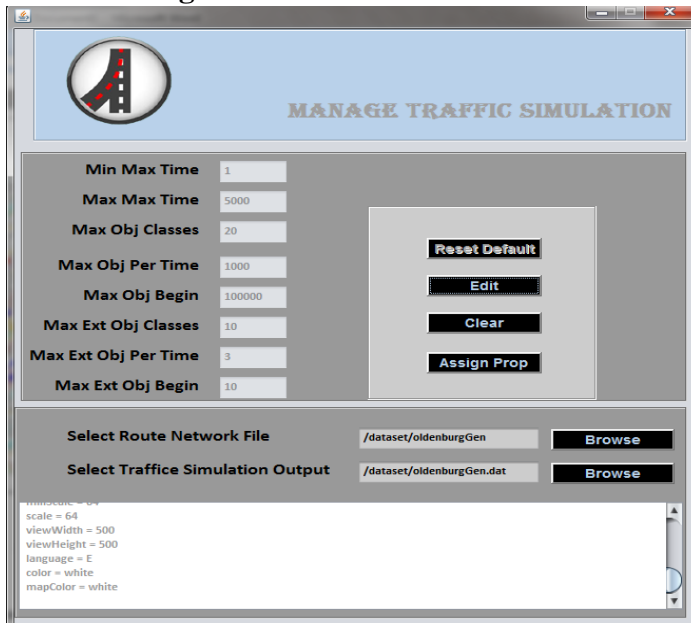 MANAGE TRAFFIC SIMULATION
Min Max Time 1
Max Max Time 5000
Max Obj Classes 20
Reset Default
Max Obj Per Time 1000
Edit
Max Obj Begin 100000
Max Ext Obj Classes 10
Clear
Max Ext Obj Per Time 3
Assign Prop
Max Ext Obj Begin 10
Select Route Network File /dataset/oldenburgGen Browse
Select Traffice Simulation Output /dataset/oldenburgGen.dat Browse
minScale = 64
scale = 64
viewWidth = 500
viewHeight = 500
language = E
color = white
mapColor = white